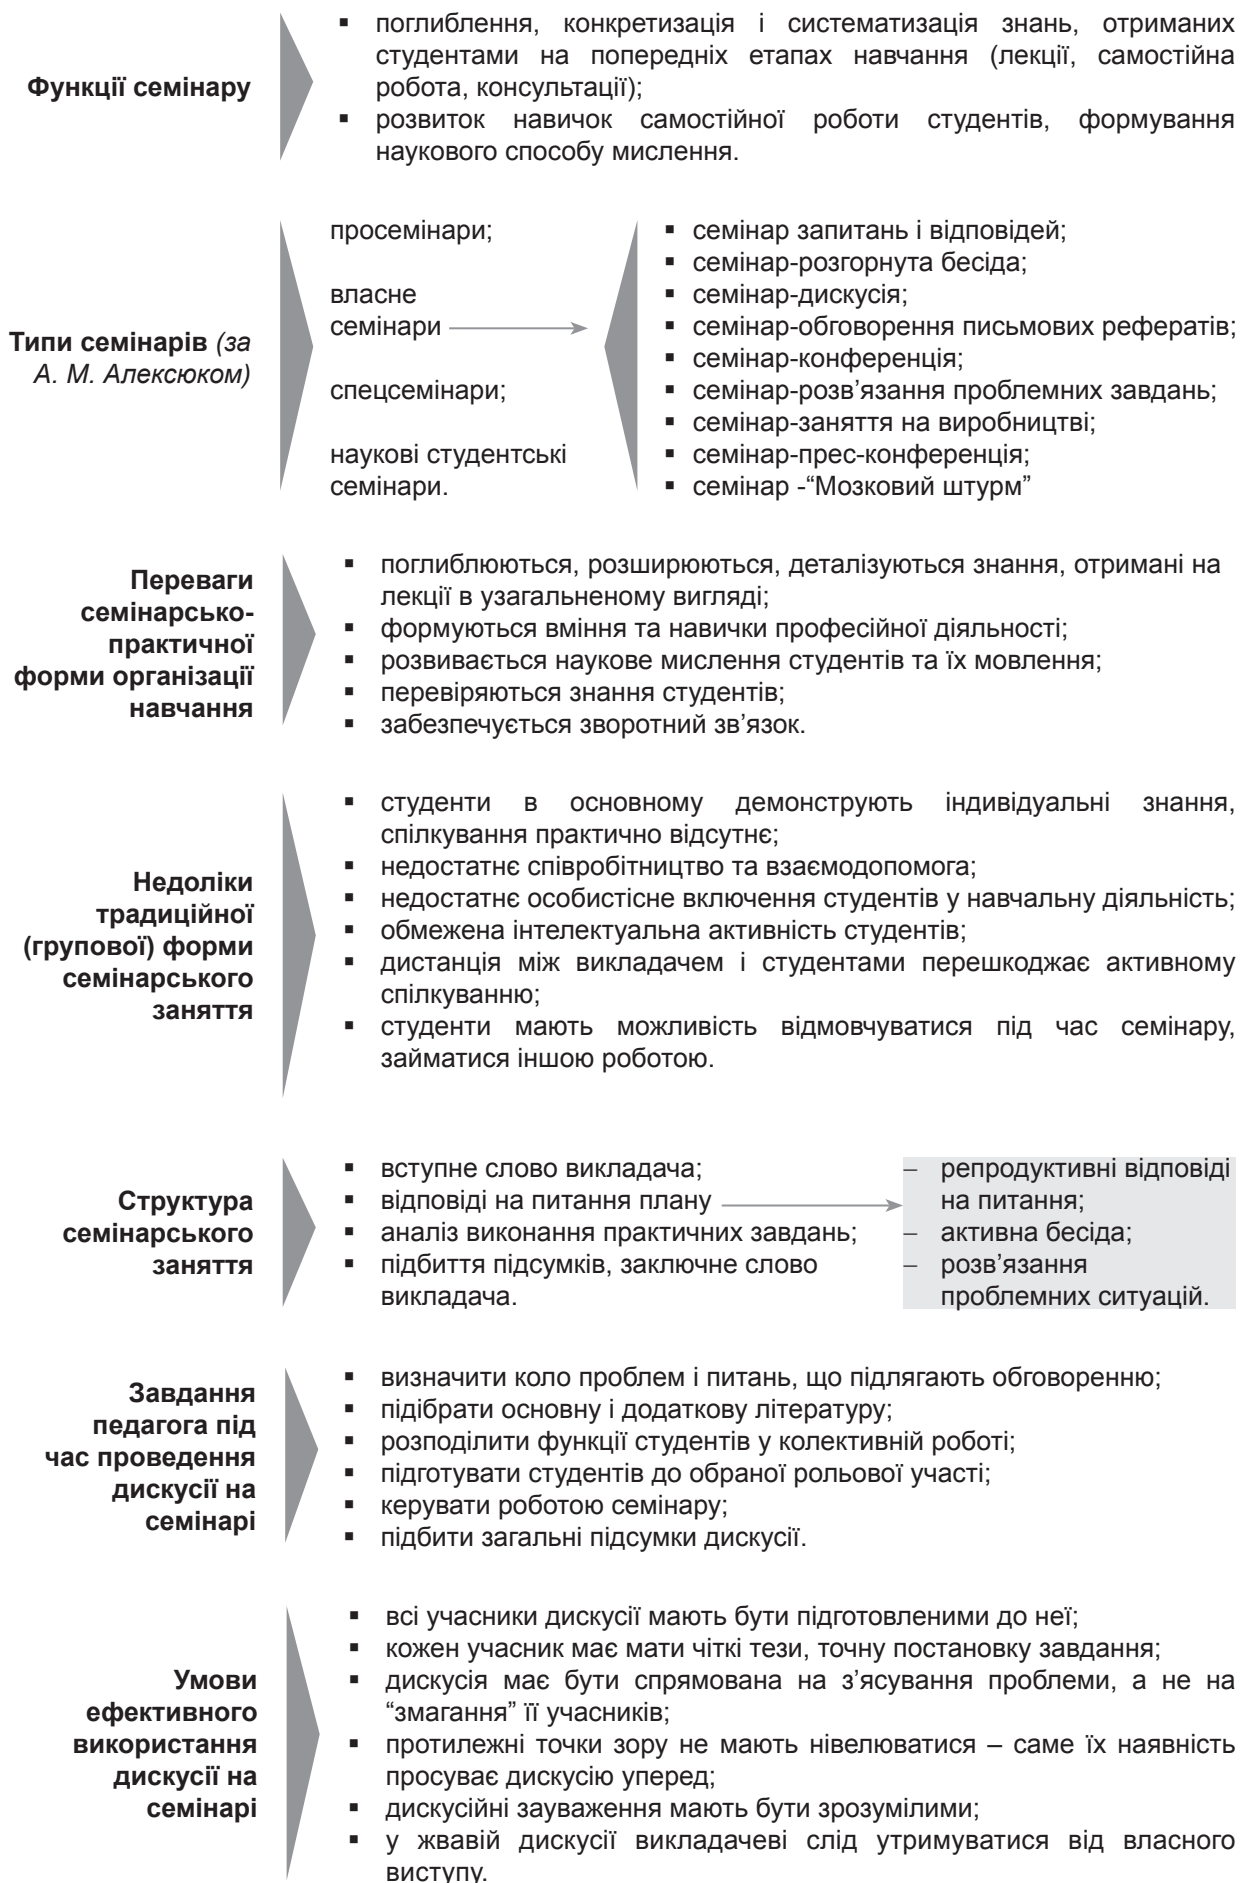 Функції семінару
▪ поглиблення, конкретизація і систематизація знань, отриманих
студентами на попередніх етапах навчання (лекції, самостійна
робота, консультації);
▪ розвиток навичок самостійної роботи студентів, формування
наукового способу мислення.
Типи семінарів (за
А. М. Алексюком)
просемінари;
власне
семінари
спецсемінари;
наукові студентські
семінари.
▪ семінар запитань і відповідей;
▪ семінар-розгорнута бесіда;
▪ семінар-дискусія;
▪ семінар-обговорення письмових рефератів;
▪ семінар-конференція;
▪ семінар-розв’язання проблемних завдань;
▪ семінар-заняття на виробництві;
▪ семінар-прес-конференція;
▪ семінар -“Мозковий штурм”
Переваги
семінарсько-
практичної
форми організації
навчання
▪ поглиблюються, розширюються, деталізуються знання, отримані на
лекції в узагальненому вигляді;
▪ формуються вміння та навички професійної діяльності;
▪ розвивається наукове мислення студентів та їх мовлення;
▪ перевіряються знання студентів;
▪ забезпечується зворотний зв’язок.
Недоліки
традиційної
(групової) форми
семінарського
заняття
▪ студенти в основному демонструють індивідуальні знання,
спілкування практично відсутнє;
▪ недостатнє співробітництво та взаємодопомога;
▪ недостатнє особистісне включення студентів у навчальну діяльність;
▪ обмежена інтелектуальна активність студентів;
▪ дистанція між викладачем і студентами перешкоджає активному
спілкуванню;
▪ студенти мають можливість відмовчуватися під час семінару,
займатися іншою роботою.
Структура
семінарського
заняття
▪ вступне слово викладача;
▪ відповіді на питання плану
▪ аналіз виконання практичних завдань;
▪ підбиття підсумків, заключне слово
викладача.
– репродуктивні відповіді
на питання;
– активна бесіда;
– розв’язання
проблемних ситуацій.
Завдання
педагога під
час проведення
дискусії на
семінарі
▪ визначити коло проблем і питань, що підлягають обговоренню;
▪ підібрати основну і додаткову літературу;
▪ розподілити функції студентів у колективній роботі;
▪ підготувати студентів до обраної рольової участі;
▪ керувати роботою семінару;
▪ підбити загальні підсумки дискусії.
Умови
ефективного
використання
дискусії на
семінарі
▪ всі учасники дискусії мають бути підготовленими до неї;
▪ кожен учасник має мати чіткі тези, точну постановку завдання;
▪ дискусія має бути спрямована на з’ясування проблеми, а не на
“змагання” її учасників;
▪ протилежні точки зору не мають нівелюватися – саме їх наявність
просуває дискусію уперед;
▪ дискусійні зауваження мають бути зрозумілими;
▪ у жвавій дискусії викладачеві слід утримуватися від власного
виступу.